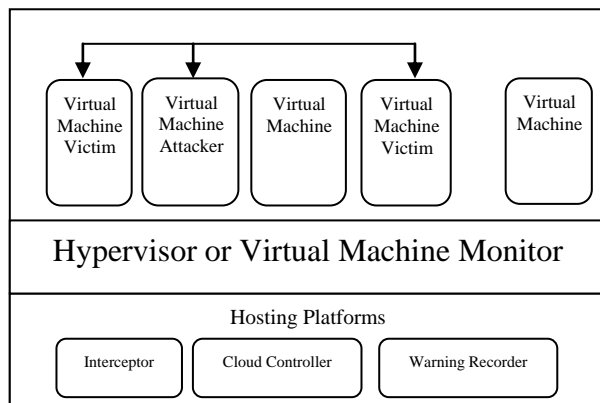 Virtual
Machine
Victim
Virtual
Machine
Attacker
Virtual
Machine
Virtual
Machine
Victim
Virtual
Machine
Hypervisor or Virtual Machine Monitor
Hosting Platforms
Interceptor
Cloud Controller
Warning Recorder